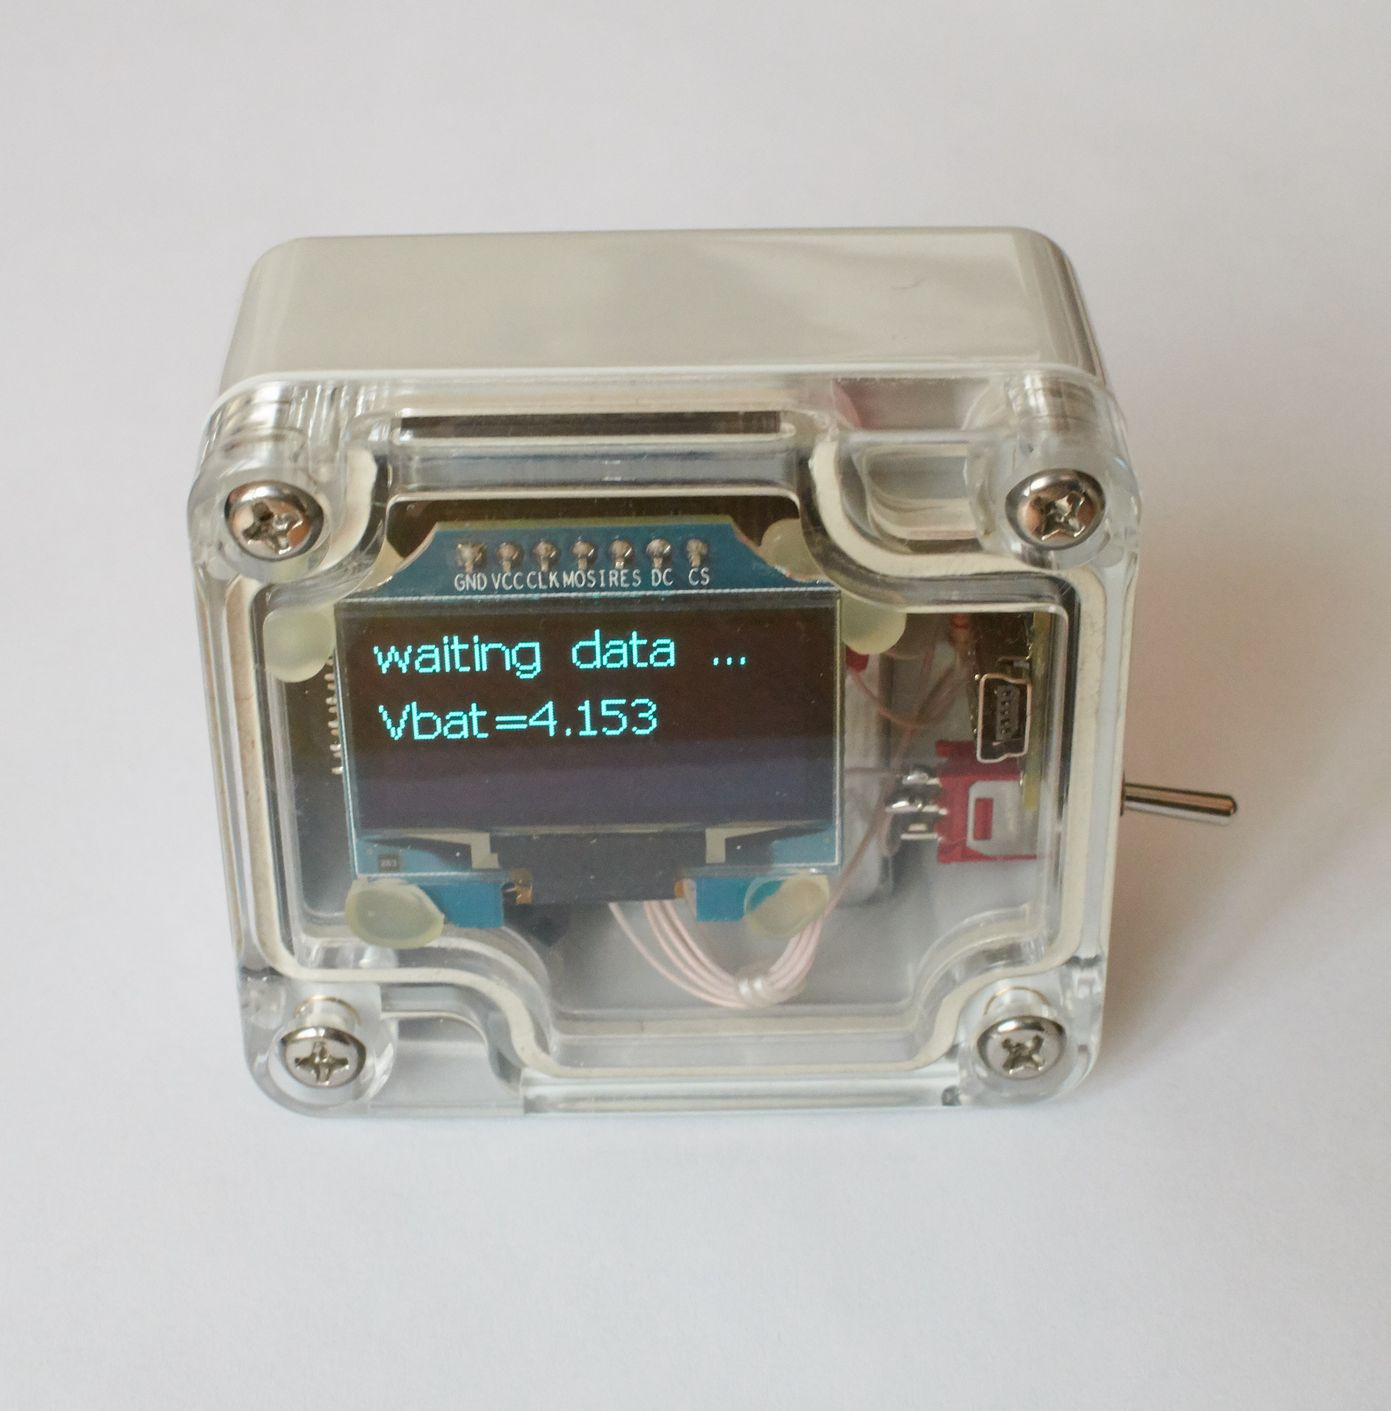 GND VCC CLK MOSI RES DC CS
waiting data ...
Vbat=4.153